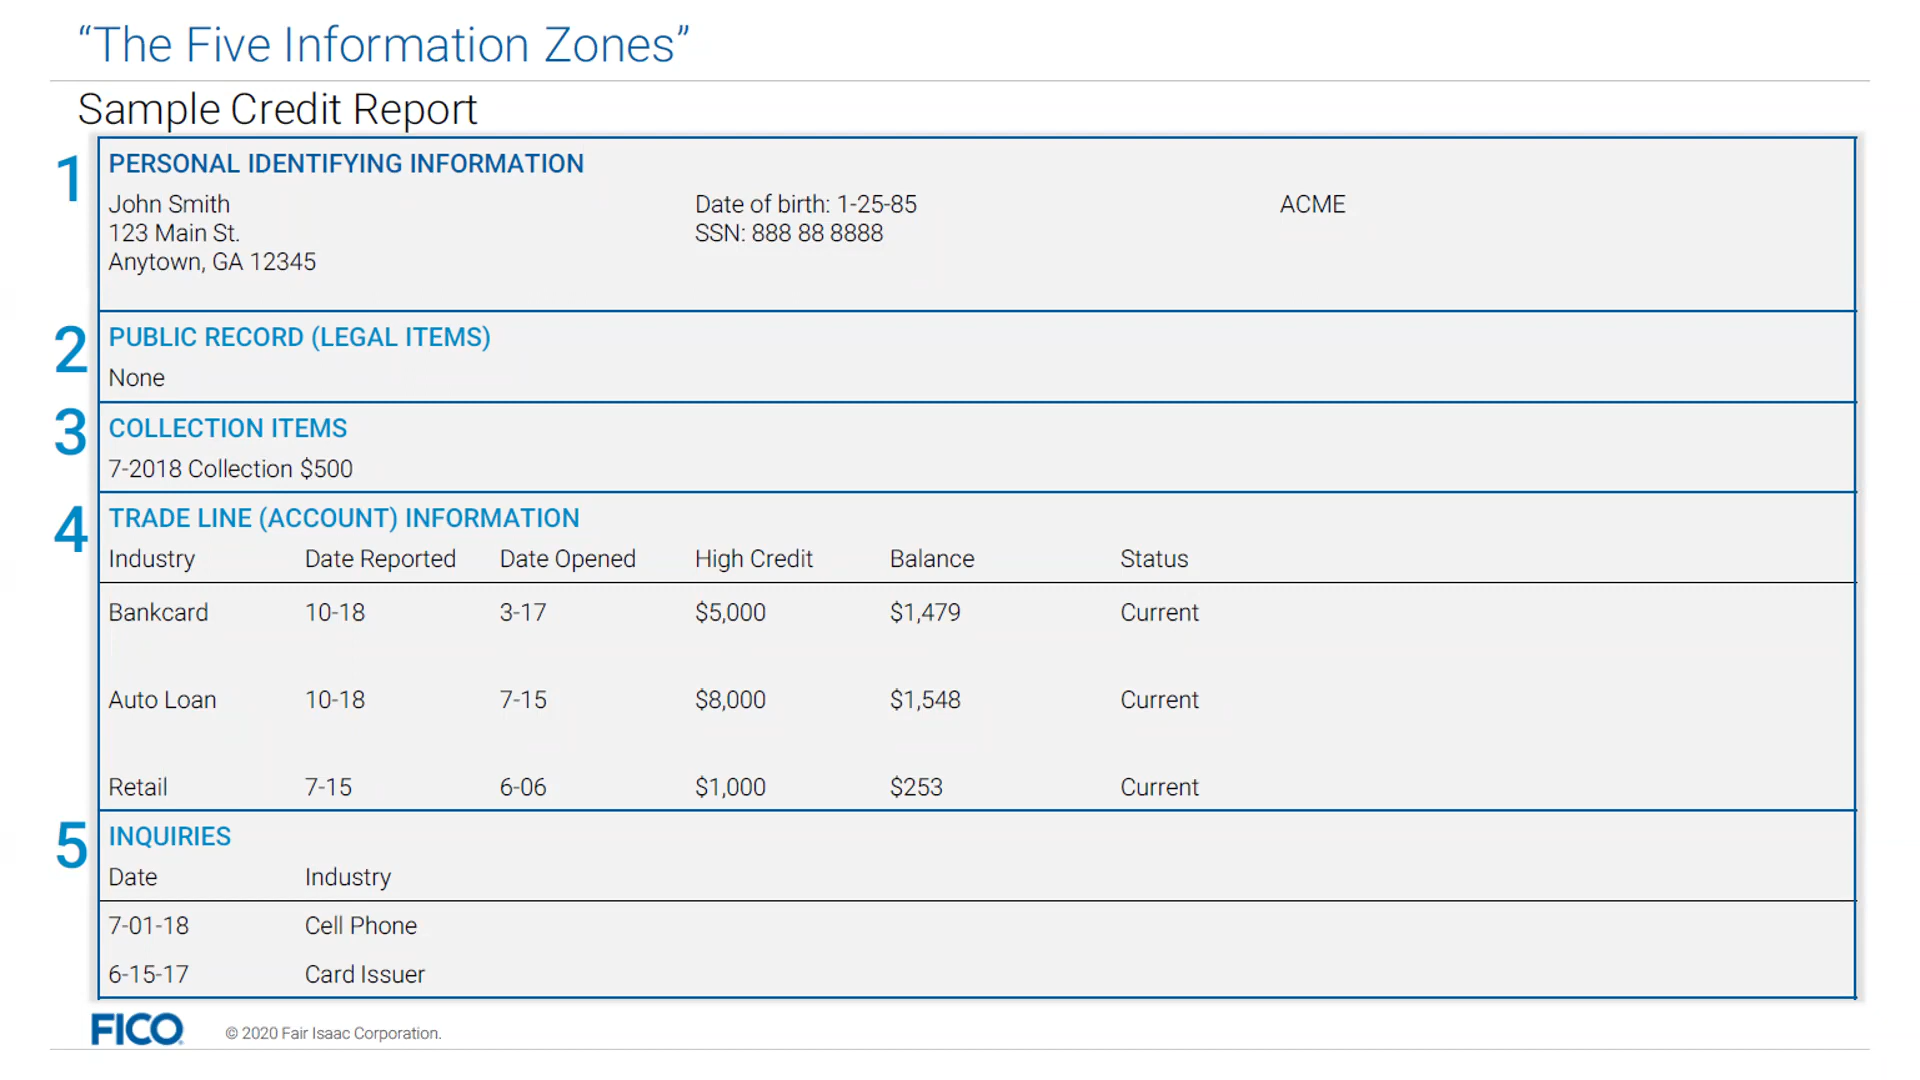 “The Five Information Zones”
Sample Credit Report
1 PERSONAL IDENTIFYING INFORMATION
John Smith Date of birth: 1-25-85 ACME
123 Main St. SSN: 888 88 8888
Anytown, GA 12345
2 PUBLIC RECORD (LEGAL ITEMS)
None
3 COLLECTION ITEMS
7-2018 Collection $500
4 TRADE LINE (ACCOUNT) INFORMATION
Industry Date Reported Date Opened High Credit Balance Status
Bankcard 10-18 3-17 $5,000 $1,479 Current
Auto Loan 10-18 7-15 $8,000 $1,548 Current
Retail 7-15 6-06 $1,000 $253 Current
5 INQUIRIES
Date Industry
7-01-18 Cell Phone
6-15-17 Card Issuer
FICO © 2020 Fair Isaac Corporation.